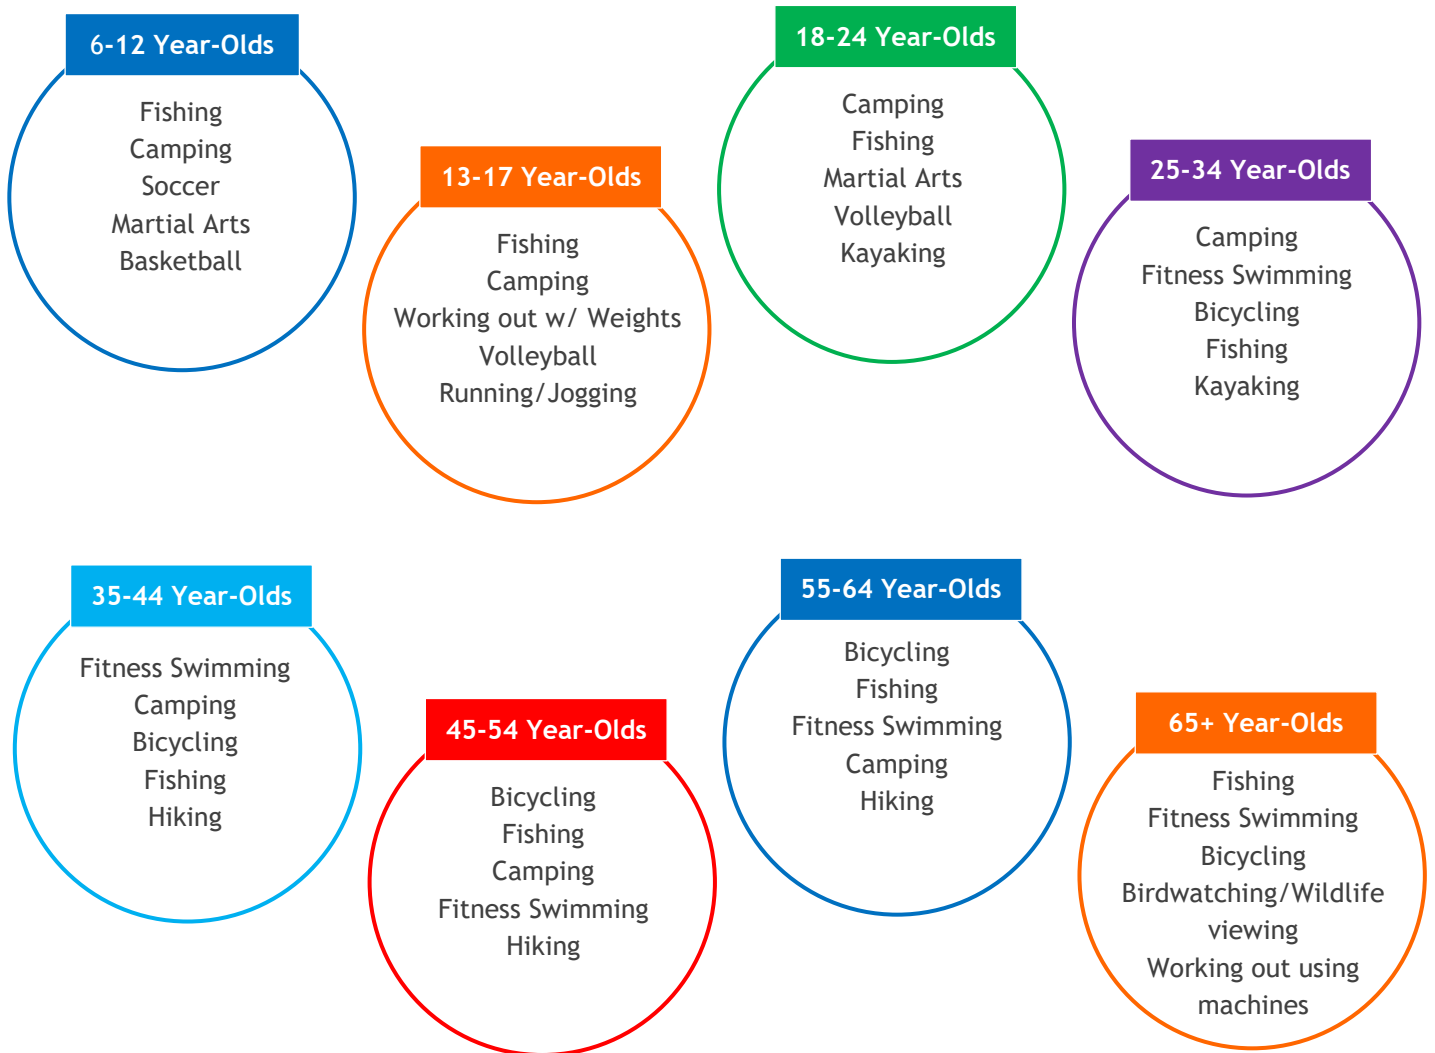 6-12 Year-Olds
Fishing
Camping
Soccer
Martial Arts
Basketball
13-17 Year-Olds
Fishing
Camping
Working out w/ Weights
Volleyball
Running/Jogging
18-24 Year-Olds
Camping
Fishing
Martial Arts
Volleyball
Kayaking
25-34 Year-Olds
Camping
Fitness Swimming
Bicycling
Fishing
Kayaking
35-44 Year-Olds
Fitness Swimming
Camping
Bicycling
Fishing
Hiking
45-54 Year-Olds
Bicycling
Fishing
Camping
Fitness Swimming
Hiking
55-64 Year-Olds
Bicycling
Fishing
Fitness Swimming
Camping
Hiking
65+ Year-Olds
Fishing
Fitness Swimming
Bicycling
Birdwatching/Wildlife
viewing
Working out using
machines